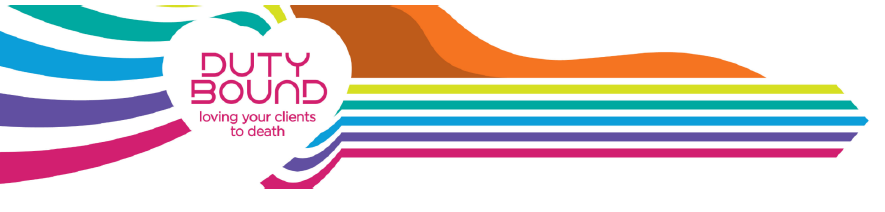 DUTY
BOUND
loving your clients
to death